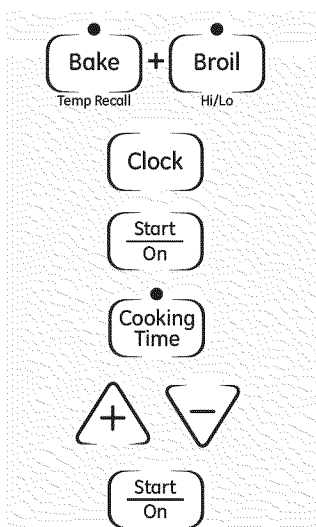 Bake + Broil
Temp Recall Hi/Lo
Clock
Start
On
Cooking
Time
+ −
Start
On